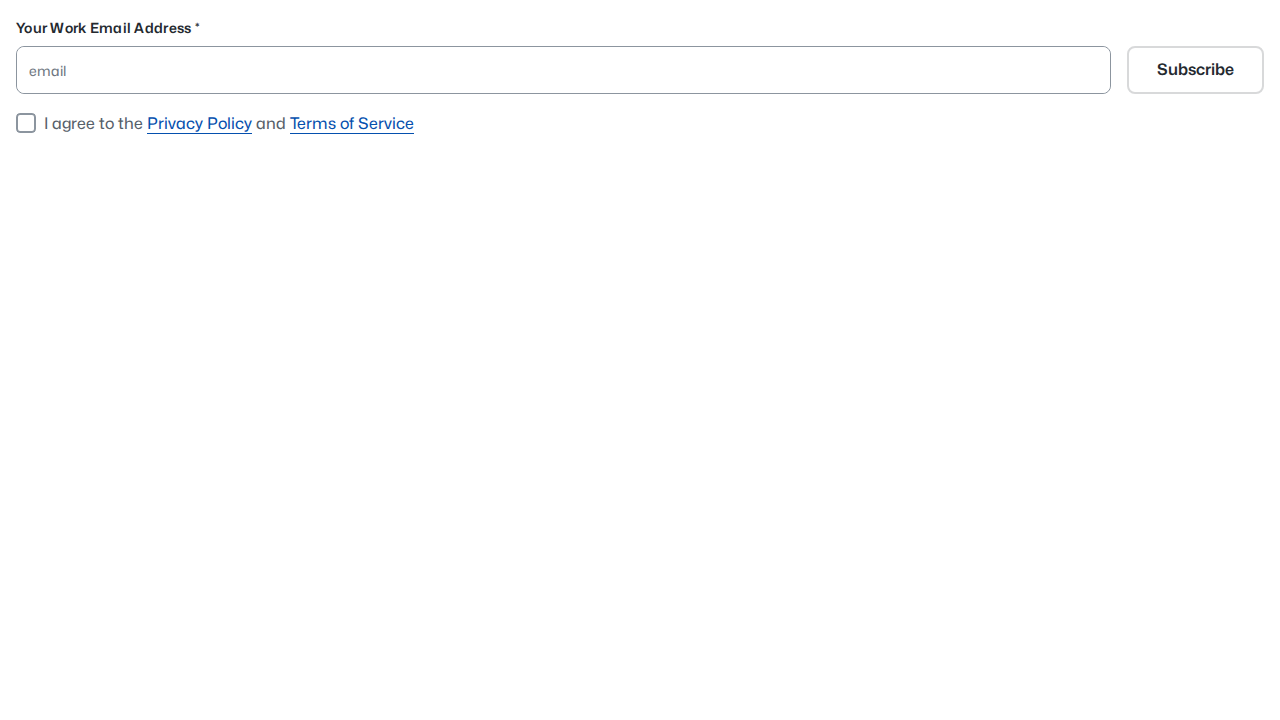 Your Work Email Address *
email
Subscribe
I agree to the Privacy Policy and Terms of Service